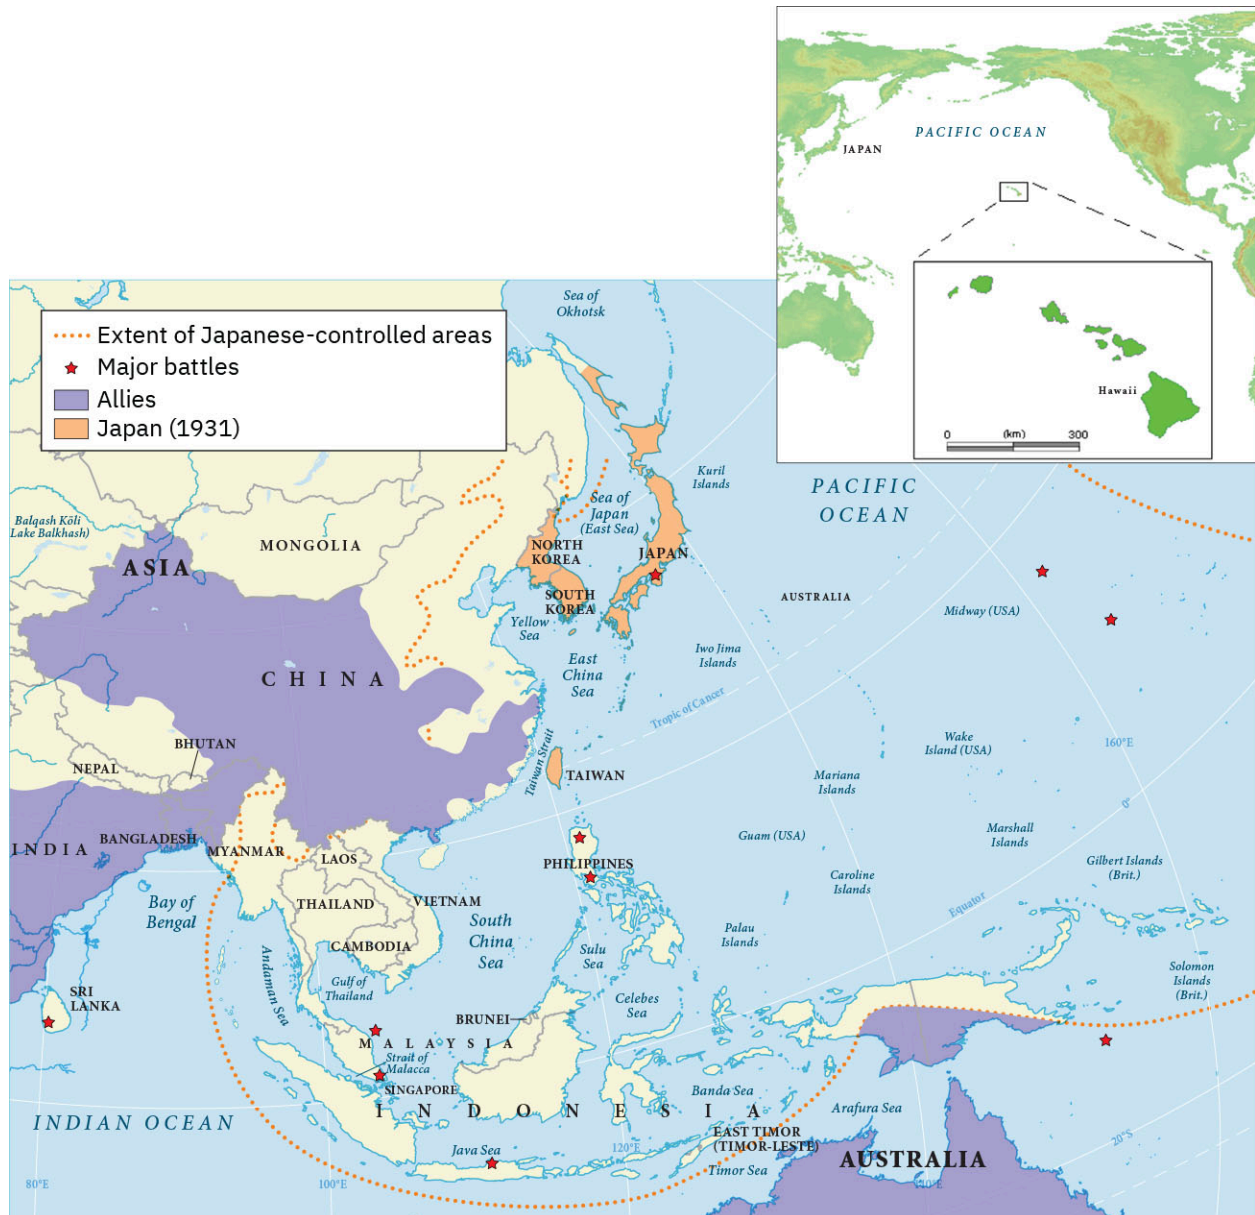 PACIFIC OCEAN
JAPAN
Hawaii
0 (km) 300
Extent of Japanese-controlled areas
Major battles
Allies
Japan (1931)
Sea of
Okhotsk
Kuril
Islands
PACIFIC
OCEAN
Balqash Köli
Lake Balkhash)
MONGOLIA
ASIA
Sea of
Japan
(East Sea)
NORTH
KOREA
JAPAN
SOUTH
KOREA
AUSTRALIA
Midway (USA)
Yellow
Sea
Iwo Jima
Islands
East
China
Sea
CHINA
Tropic of Cancer
Taiwan Strait
BHUTAN
NEPAL
TAIWAN
Wake
Island (USA)
160°E
Mariana
Islands
0°
INDIA
BANGLADESH
MYANMAR
LAOS
Guam (USA)
Marshall
Islands
PHILIPPINES
Gilbert Islands
(Brit.)
Caroline
Islands
Equator
Bay of
Bengal
THAILAND
VIETNAM
South
China
Sea
CAMBODIA
Palau
Islands
Andaman Sea
Gulf of
Thailand
Sulu
Sea
Solomon
Islands
(Brit.)
SRI
LANKA
Celebes
Sea
BRUNEI
MALAYSIA
Strait of
Malacca
SINGAPORE
Banda Sea
INDIAN OCEAN
INDONESIA
Arafura Sea
EAST TIMOR
(TIMOR-LESTE)
Java Sea
120°E
Timor Sea
AUSTRALIA
20°S
80°E
100°E
140°E